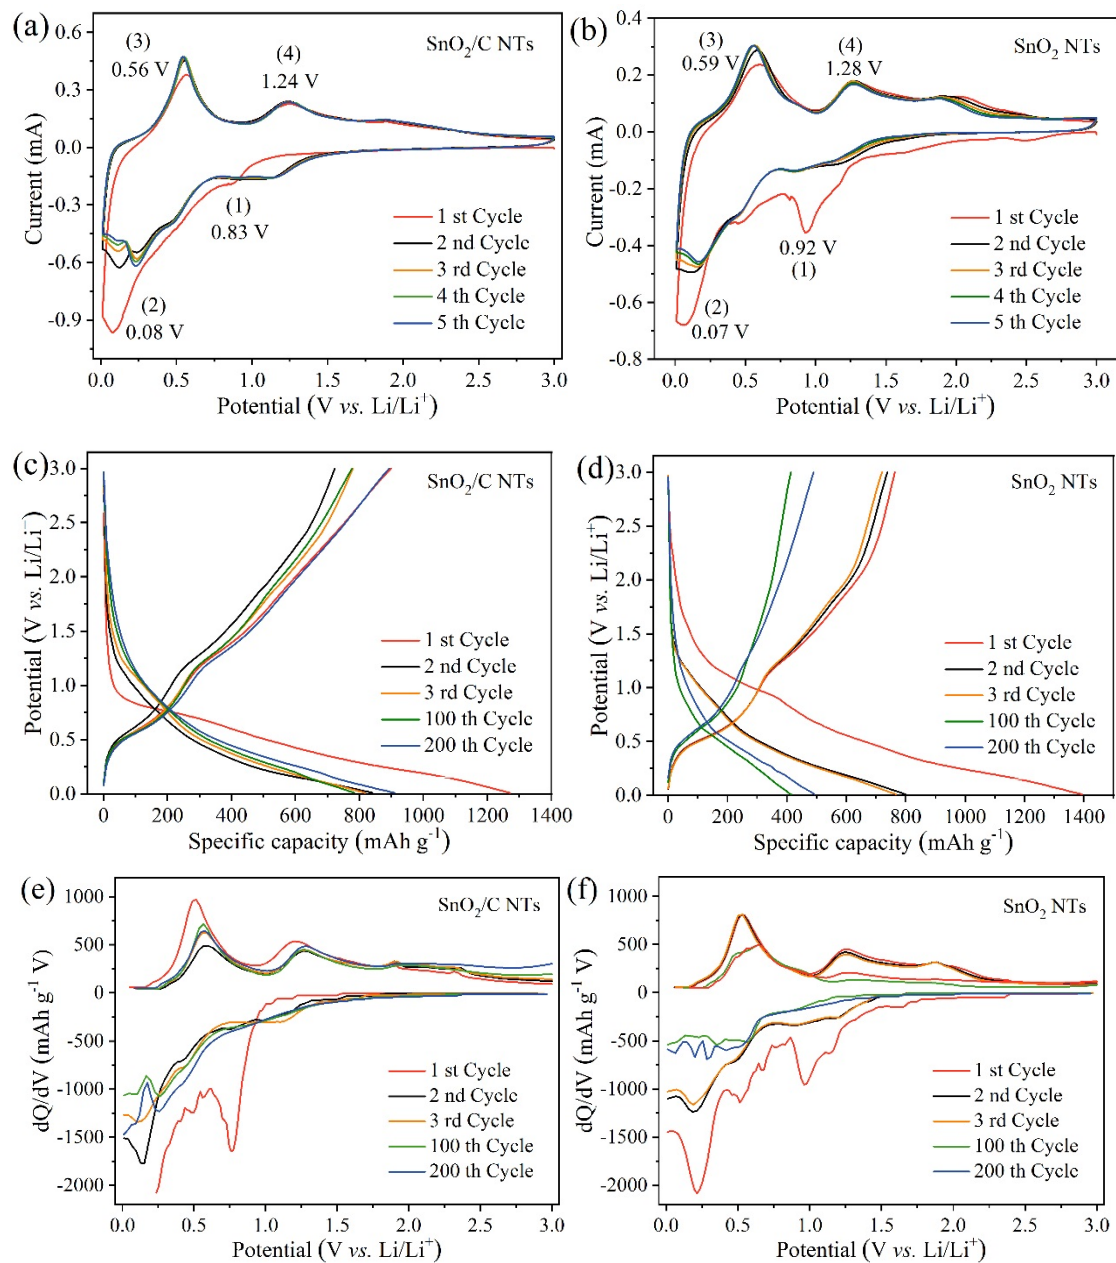 (a)
SnO2/C NTs
(3)
0.56 V
(4)
1.24 V
(1)
0.83 V
(2)
0.08 V
1 st Cycle
2 nd Cycle
3 rd Cycle
4 th Cycle
5 th Cycle
0.6
0.3
0.0
-0.3
-0.6
-0.9
Current (mA)
0.0 0.5 1.0 1.5 2.0 2.5 3.0
Potential (V vs. Li/Li+)
(b)
SnO2 NTs
(3)
0.59 V
(4)
1.28 V
0.92 V
(1)
(2)
0.07 V
1 st Cycle
2 nd Cycle
3 rd Cycle
4 th Cycle
5 th Cycle
0.4
0.2
0.0
-0.2
-0.4
-0.6
-0.8
Current (mA)
0.0 0.5 1.0 1.5 2.0 2.5 3.0
Potential (V vs. Li/Li+)
(c)
SnO2/C NTs
1 st Cycle
2 nd Cycle
3 rd Cycle
100 th Cycle
200 th Cycle
3.0
2.5
2.0
1.5
1.0
0.5
0.0
Potential (V vs. Li/Li−)
0 200 400 600 800 1000 1200 1400
Specific capacity (mAh g-1)
(d)
SnO2 NTs
1 st Cycle
2 nd Cycle
3 rd Cycle
100 th Cycle
200 th Cycle
3.0
2.5
2.0
1.5
1.0
0.5
0.0
Potential (V vs. Li/Li+)
0 200 400 600 800 1000 1200 1400
Specific capacity (mAh g-1)
(e)
SnO2/C NTs
1 st Cycle
2 nd Cycle
3 rd Cycle
100 th Cycle
200 th Cycle
1000
500
0
-500
-1000
-1500
-2000
dQ/dV (mAh g-1 V)
0.0 0.5 1.0 1.5 2.0 2.5 3.0
Potential (V vs. Li/Li+)
(f)
SnO2 NTs
1 st Cycle
2 nd Cycle
3 rd Cycle
100 th Cycle
200 th Cycle
1000
500
0
-500
-1000
-1500
-2000
dQ/dV (mAh g-1 V)
0.0 0.5 1.0 1.5 2.0 2.5 3.0
Potential (V vs. Li/Li+)